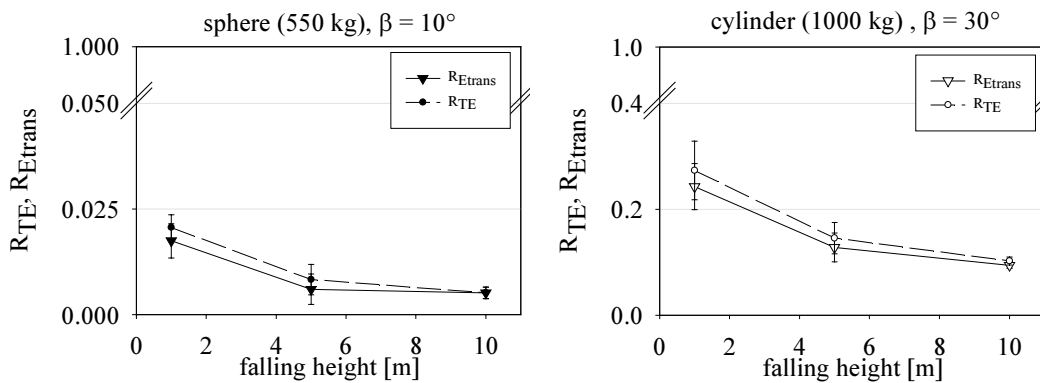 sphere (550 kg), β = 10°
1.000
0.050
0.025
0.000
R_TE, R_Etrans
R_Etrans
R_TE
0 2 4 6 8 10
falling height [m]
cylinder (1000 kg) , β = 30°
1.0
0.4
0.2
0.0
R_TE, R_Etrans
R_Etrans
R_TE
0 2 4 6 8 10
falling height [m]